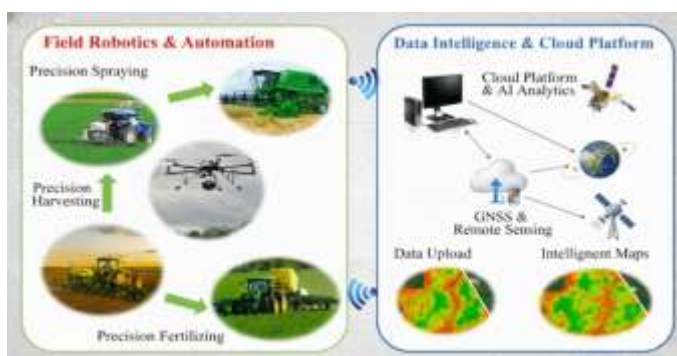 Field Robotics & Automation
Precision Spraying
Precision
Harvesting
Precision Fertilizing
Data Intelligence & Cloud Platform
Cloud Platform
& AI Analytics
GNSS &
Remote Sensing
Data Upload
Intellignent Maps